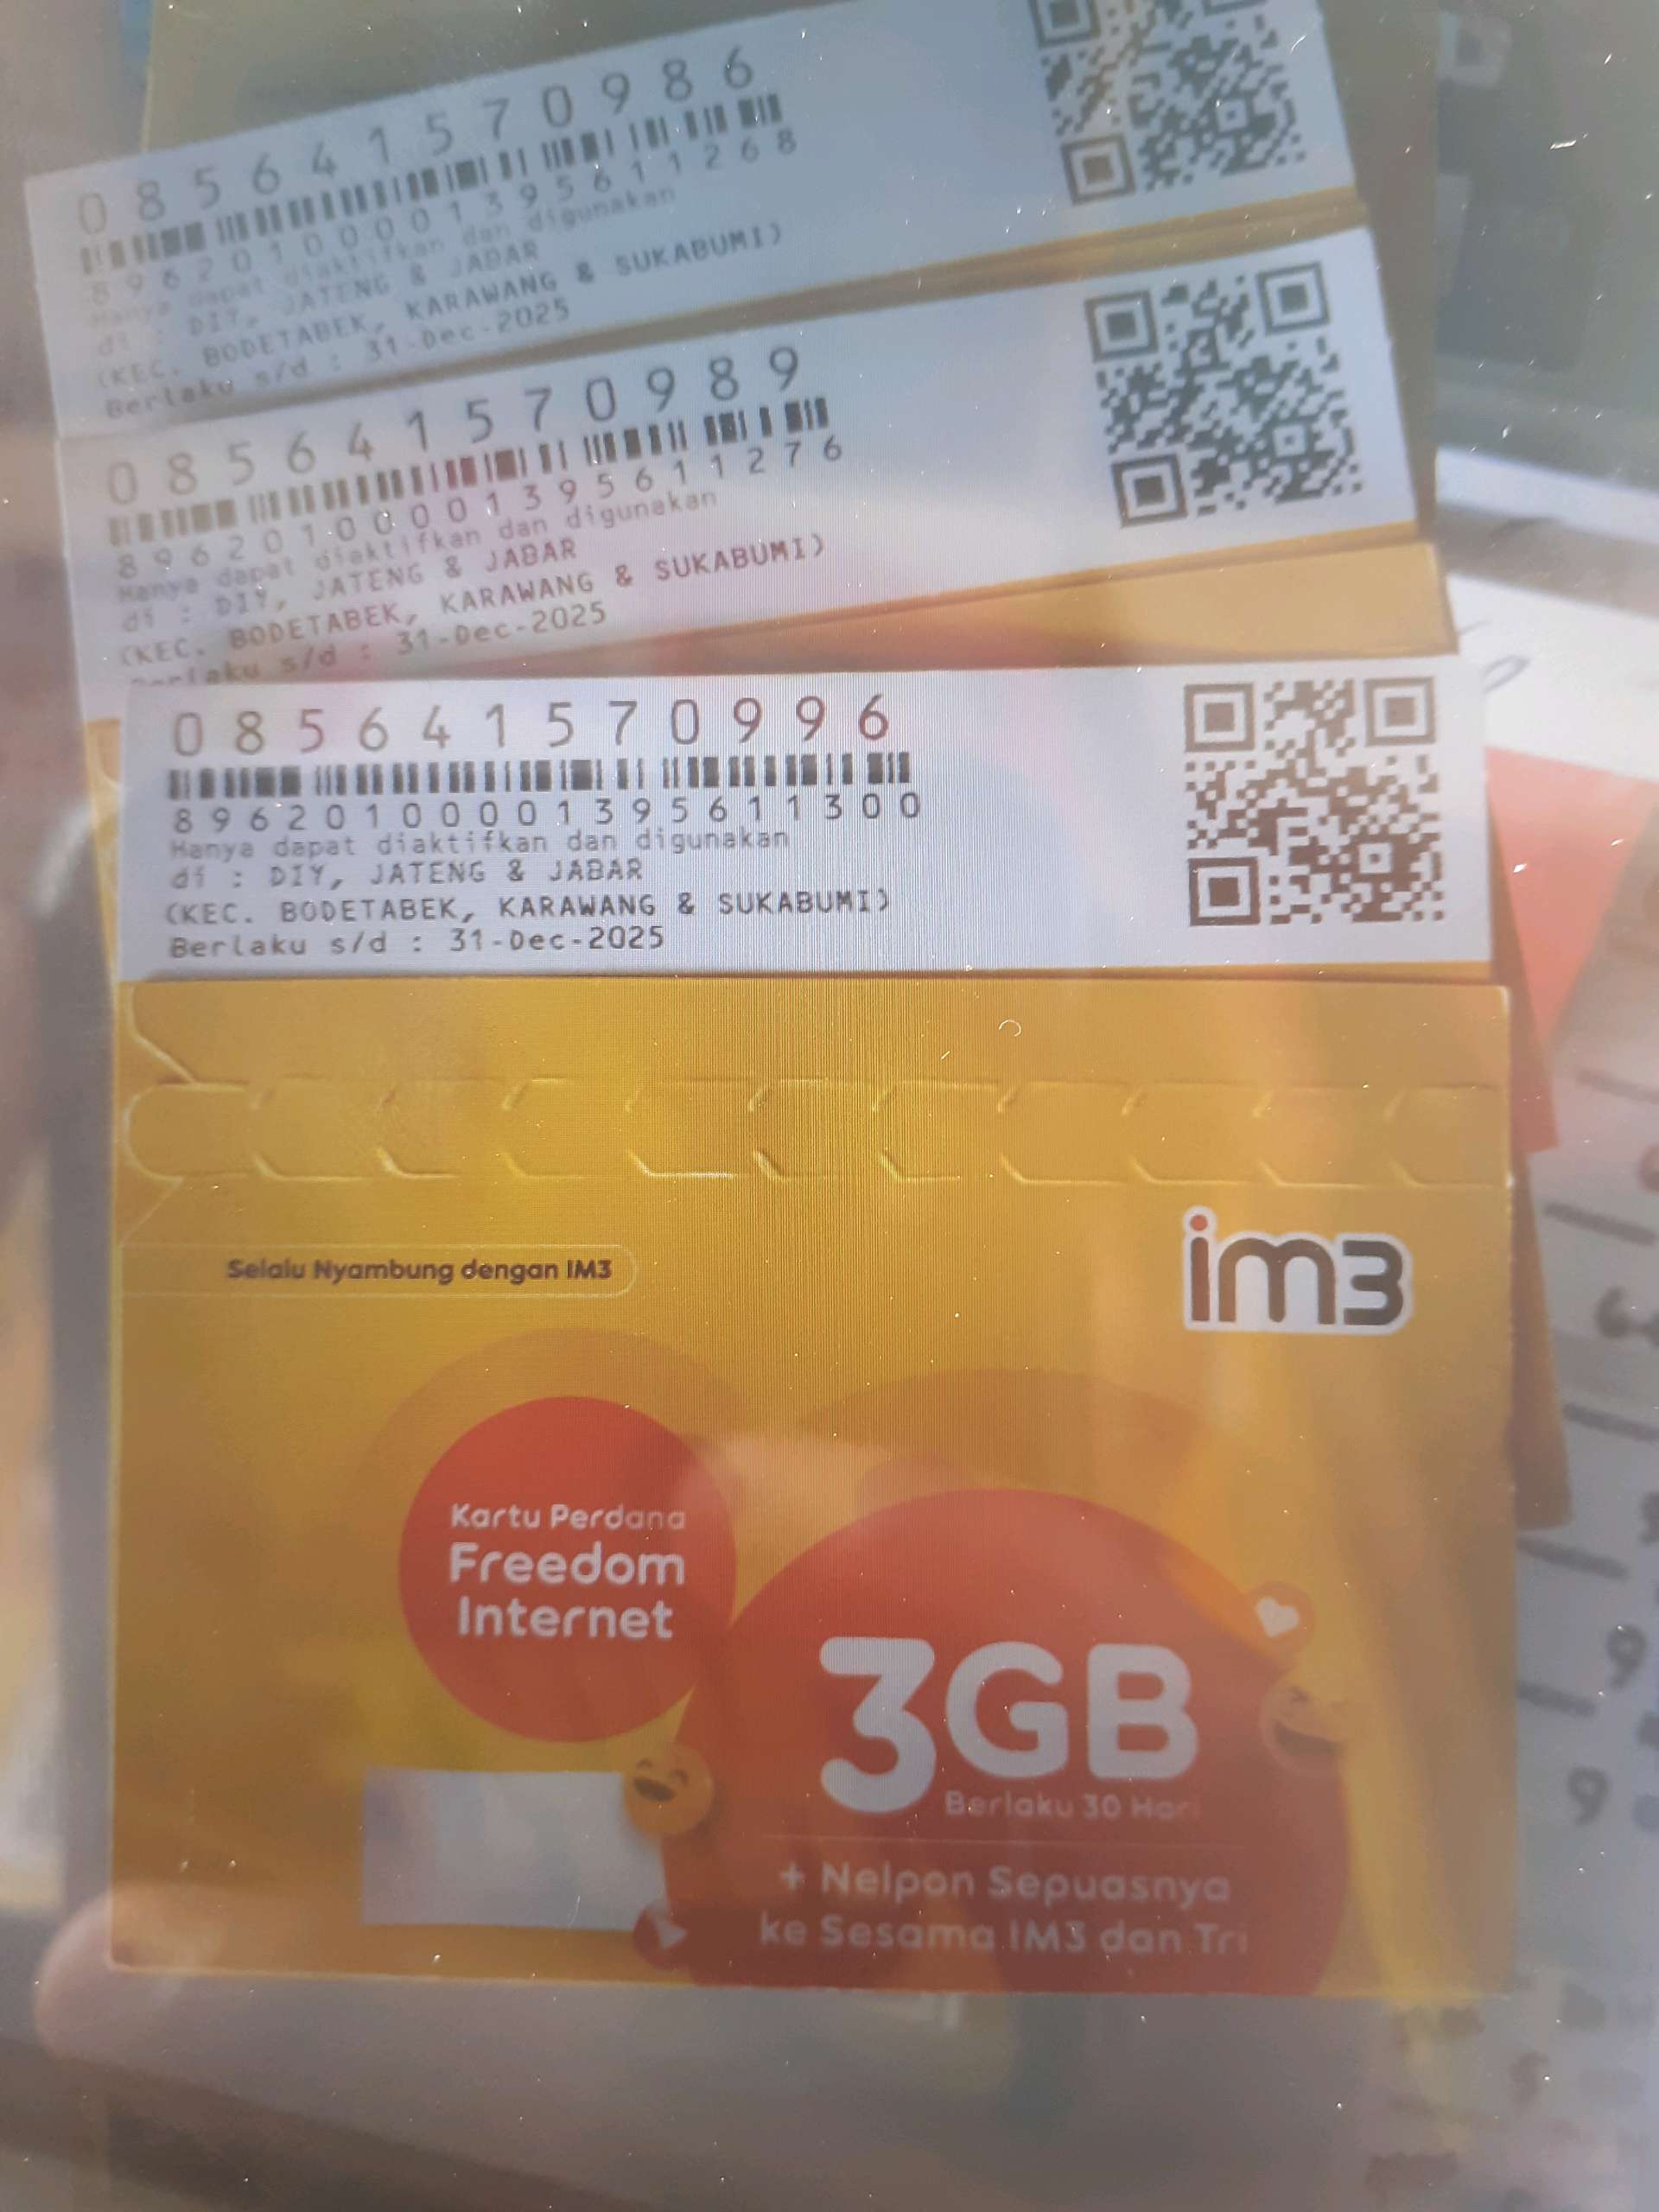 085641570986
8962010000139561 1268
Hanya dapat diaktifkan dan digunakan
di : DIY, JATENG & JABAR
(KEC. BODETABEK, KARAWANG & SUKABUMI)
Berlaku s/d : 31-Dec-2025
085641570989
89620100001395611276
Hanya dapat diaktifkan dan digunakan
di : DIY, JATENG & JABAR
(KEC. BODETABEK, KARAWANG & SUKABUMI)
Berlaku s/d : 31-Dec-2025
085641570996
89620100001395611300
Hanya dapat diaktifkan dan digunakan
di : DIY, JATENG & JABAR
(KEC. BODETABEK, KARAWANG & SUKABUMI)
Berlaku s/d : 31-Dec-2025
Selalu Nyambung dengan IM3
im3
Kartu Perdana
Freedom
Internet
3GB
Berlaku 30 Hari
+ Nelpon Sepuasnya
ke Sesama IM3 dan Tri